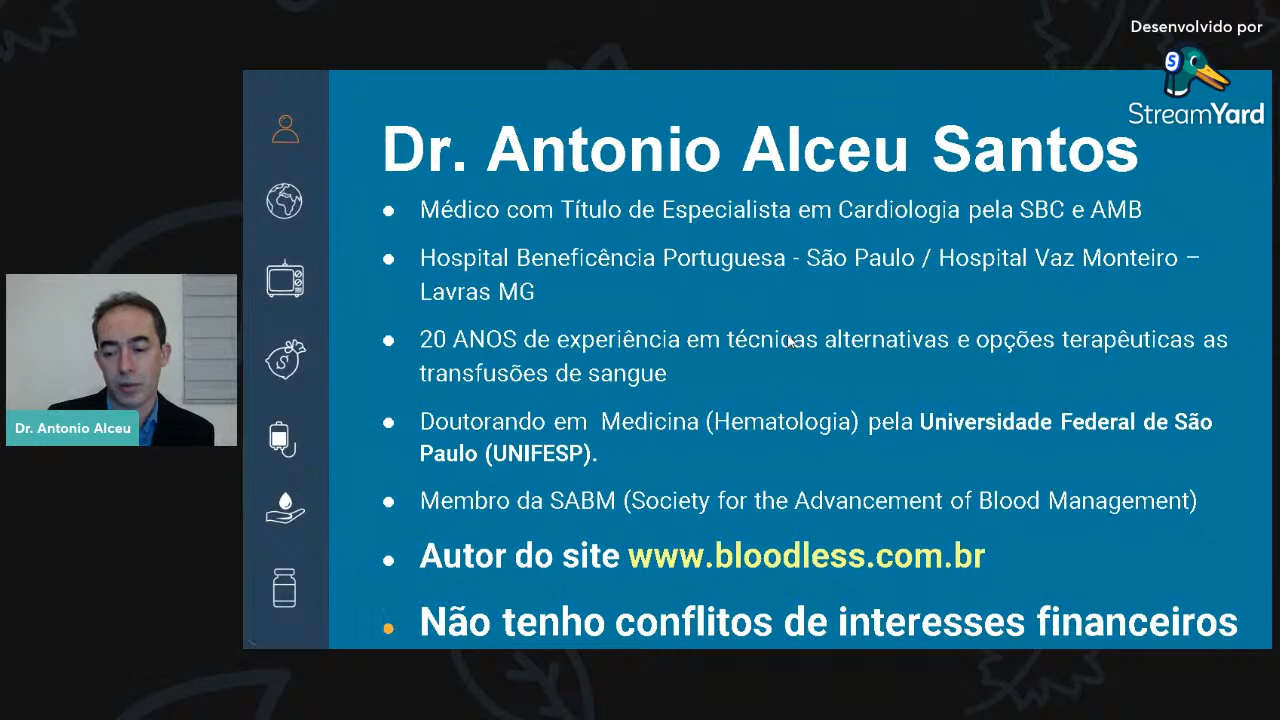 Desenvolvido por
StreamYard
Dr. Antonio Alceu Santos
● Médico com Título de Especialista em Cardiologia pela SBC e AMB
● Hospital Beneficência Portuguesa - São Paulo / Hospital Vaz Monteiro –
Lavras MG
● 20 ANOS de experiência em técnicas alternativas e opções terapêuticas as
transfusões de sangue
● Doutorando em Medicina (Hematologia) pela Universidade Federal de São
Paulo (UNIFESP).
● Membro da SABM (Society for the Advancement of Blood Management)
● Autor do site www.bloodless.com.br
● Não tenho conflitos de interesses financeiros
Dr. Antonio Alceu